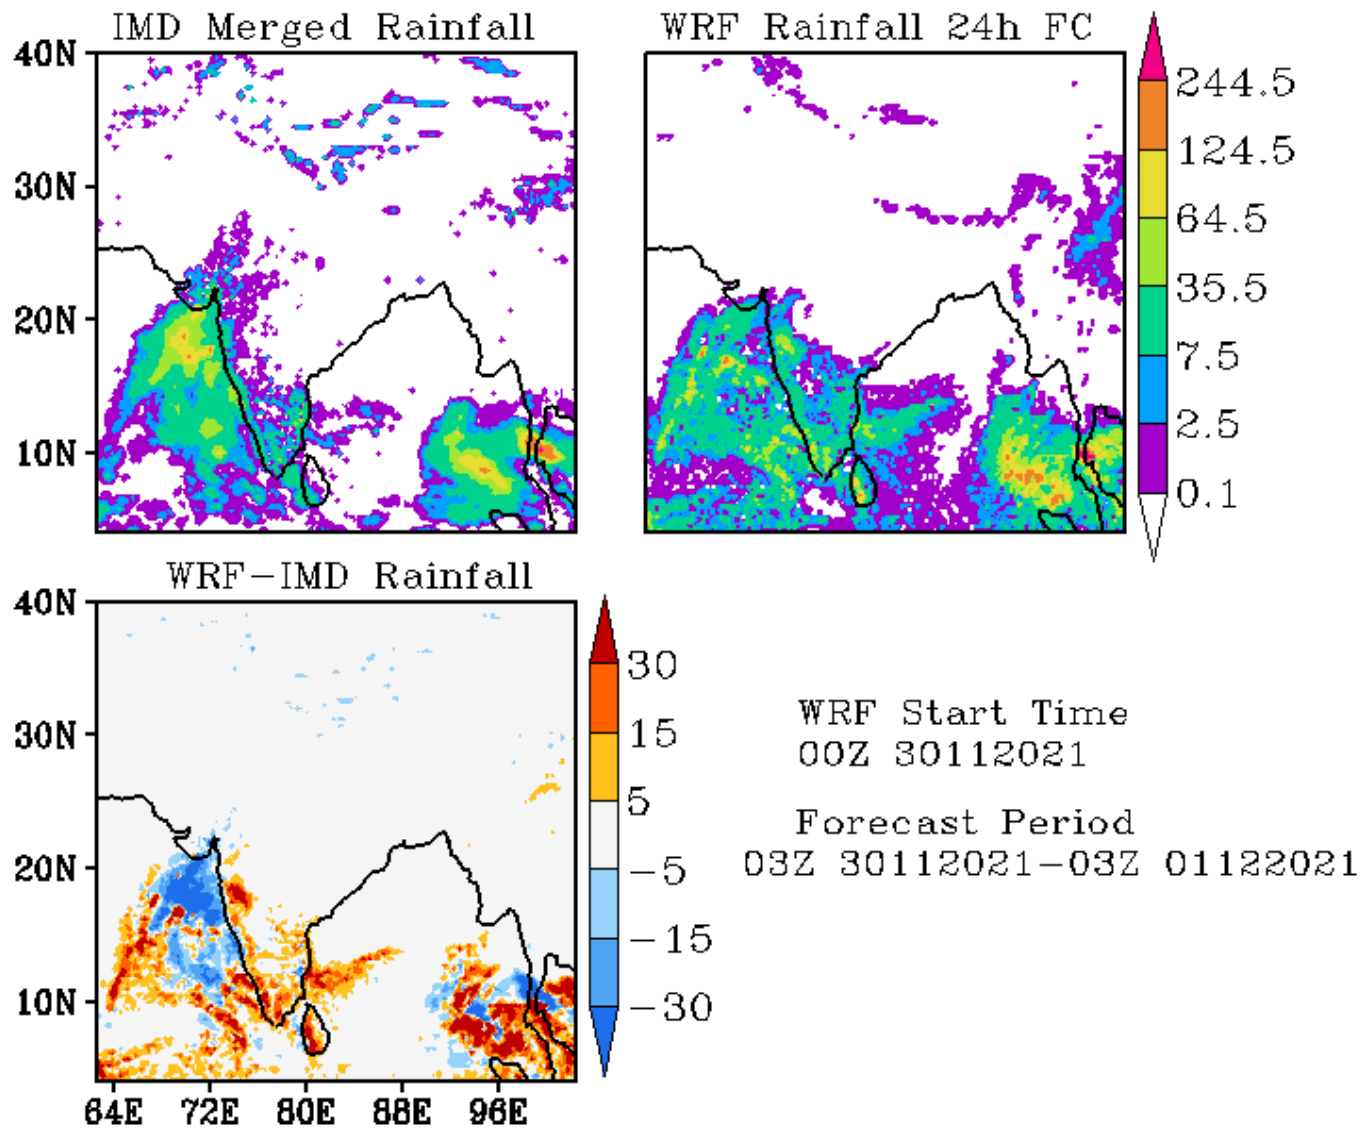 IMD Merged Rainfall
WRF Rainfall 24h FC
40N
30N
20N
10N
244.5
124.5
64.5
35.5
7.5
2.5
0.1
WRF-IMD Rainfall
40N
30N
20N
10N
64E 72E 80E 88E 96E
30
15
5
-5
-15
-30
WRF Start Time
00Z 30112021
Forecast Period
03Z 30112021-03Z 01122021